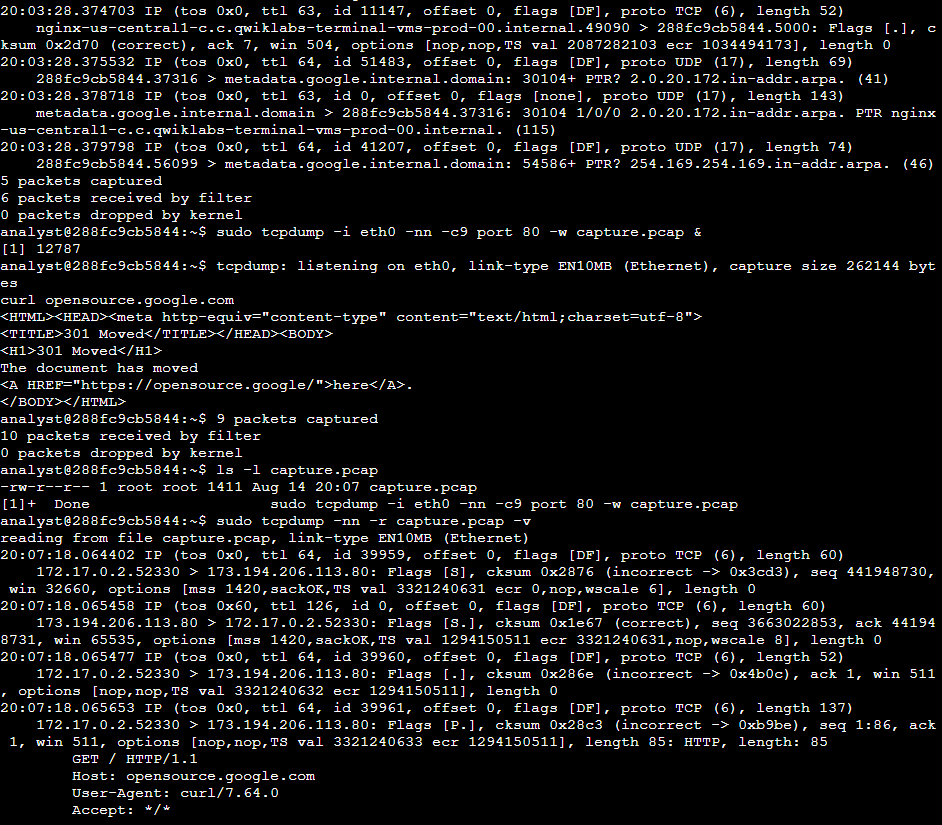 20:03:28.374703 IP (tos 0x0, ttl 63, id 11147, offset 0, flags [DF], proto TCP (6), length 52)
    nginx-us-central1-c.c.qwiklabs-terminal-vms-prod-00.internal.49090 > 288fc9cb5844.5000: Flags [.], c
ksum 0x2d70 (correct), ack 7, win 504, options [nop,nop,TS val 2087282103 ecr 1034494173], length 0
20:03:28.375532 IP (tos 0x0, ttl 64, id 51483, offset 0, flags [DF], proto UDP (17), length 69)
    288fc9cb5844.37316 > metadata.google.internal.domain: 30104+ PTR? 2.0.20.172.in-addr.arpa. (41)
20:03:28.378718 IP (tos 0x0, ttl 63, id 0, offset 0, flags [none], proto UDP (17), length 143)
    metadata.google.internal.domain > 288fc9cb5844.37316: 30104 1/0/0 2.0.20.172.in-addr.arpa. PTR nginx
-us-central1-c.c.qwiklabs-terminal-vms-prod-00.internal. (115)
20:03:28.379798 IP (tos 0x0, ttl 64, id 41207, offset 0, flags [DF], proto UDP (17), length 74)
    288fc9cb5844.56099 > metadata.google.internal.domain: 54586+ PTR? 254.169.254.169.in-addr.arpa. (46)
5 packets captured
6 packets received by filter
0 packets dropped by kernel
analyst@288fc9cb5844:~$ sudo tcpdump -i eth0 -nn -c9 port 80 -w capture.pcap &
[1] 12787
analyst@288fc9cb5844:~$ tcpdump: listening on eth0, link-type EN10MB (Ethernet), capture size 262144 byt
es
curl opensource.google.com
<HTML><HEAD><meta http-equiv="content-type" content="text/html;charset=utf-8">
<TITLE>301 Moved</TITLE></HEAD><BODY>
<H1>301 Moved</H1>
The document has moved
<A HREF="https://opensource.google/">here</A>.
</BODY></HTML>
analyst@288fc9cb5844:~$ 9 packets captured
10 packets received by filter
0 packets dropped by kernel
analyst@288fc9cb5844:~$ ls -l capture.pcap
-rw-r--r-- 1 root root 1411 Aug 14 20:07 capture.pcap
[1]+  Done                    sudo tcpdump -i eth0 -nn -c9 port 80 -w capture.pcap
analyst@288fc9cb5844:~$ sudo tcpdump -nn -r capture.pcap -v
reading from file capture.pcap, link-type EN10MB (Ethernet)
20:07:18.064402 IP (tos 0x0, ttl 64, id 39959, offset 0, flags [DF], proto TCP (6), length 60)
    172.17.0.2.52330 > 173.194.206.113.80: Flags [S], cksum 0x2876 (incorrect -> 0x3cd3), seq 441948730,
 win 32660, options [mss 1420,sackOK,TS val 3321240631 ecr 0,nop,wscale 6], length 0
20:07:18.065458 IP (tos 0x60, ttl 126, id 0, offset 0, flags [DF], proto TCP (6), length 60)
    173.194.206.113.80 > 172.17.0.2.52330: Flags [S.], cksum 0x1e67 (correct), seq 3663022853, ack 44194
8731, win 65535, options [mss 1420,sackOK,TS val 1294150511 ecr 3321240631,nop,wscale 8], length 0
20:07:18.065477 IP (tos 0x0, ttl 64, id 39960, offset 0, flags [DF], proto TCP (6), length 52)
    172.17.0.2.52330 > 173.194.206.113.80: Flags [.], cksum 0x286e (incorrect -> 0x4b0c), ack 1, win 511
, options [nop,nop,TS val 3321240632 ecr 1294150511], length 0
20:07:18.065653 IP (tos 0x0, ttl 64, id 39961, offset 0, flags [DF], proto TCP (6), length 137)
    172.17.0.2.52330 > 173.194.206.113.80: Flags [P.], cksum 0x28c3 (incorrect -> 0xb9be), seq 1:86, ack
 1, win 511, options [nop,nop,TS val 3321240633 ecr 1294150511], length 85: HTTP, length: 85
        GET / HTTP/1.1
        Host: opensource.google.com
        User-Agent: curl/7.64.0
        Accept: */*